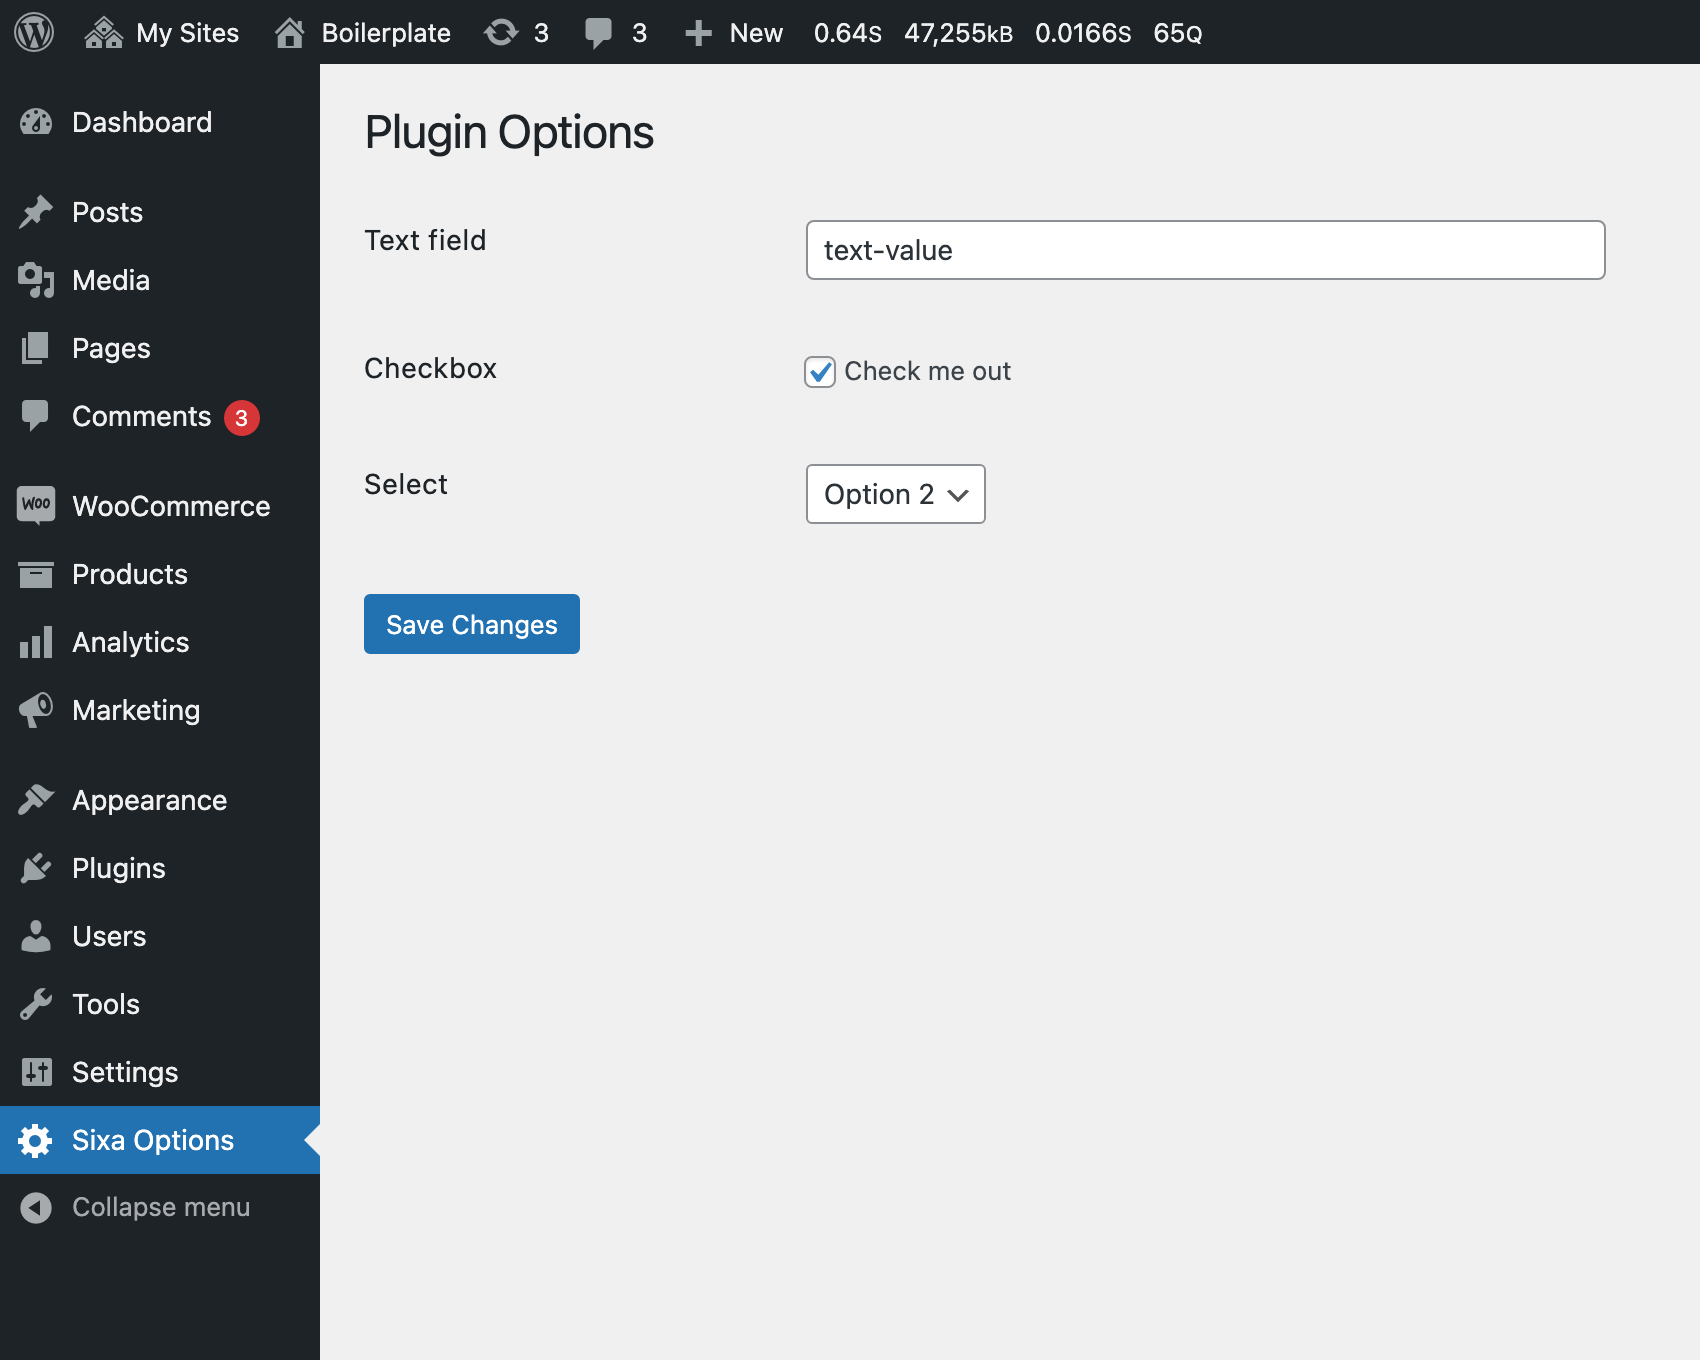 My Sites Boilerplate 3 3 New 0.64S 47,255KB 0.0166S 65Q
Dashboard
Posts
Media
Pages
Comments 3
Woo WooCommerce
Products
Analytics
Marketing
Appearance
Plugins
Users
Tools
Settings
Sixa Options
Collapse menu
Plugin Options
Text field text-value
Checkbox Check me out
Select Option 2
Save Changes